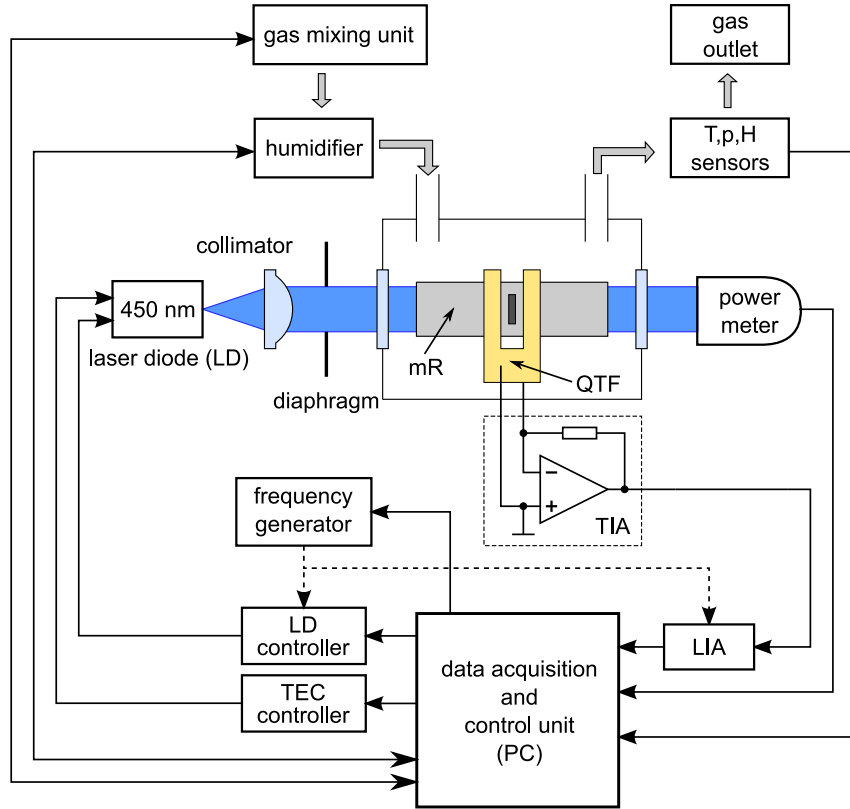 gas mixing unit
gas
outlet
humidifier
T,p,H
sensors
collimator
450 nm
laser diode (LD)
diaphragm
mR
QTF
power
meter
−
+
TIA
frequency
generator
LD
controller
TEC
controller
data acquisition
and
control unit
(PC)
LIA